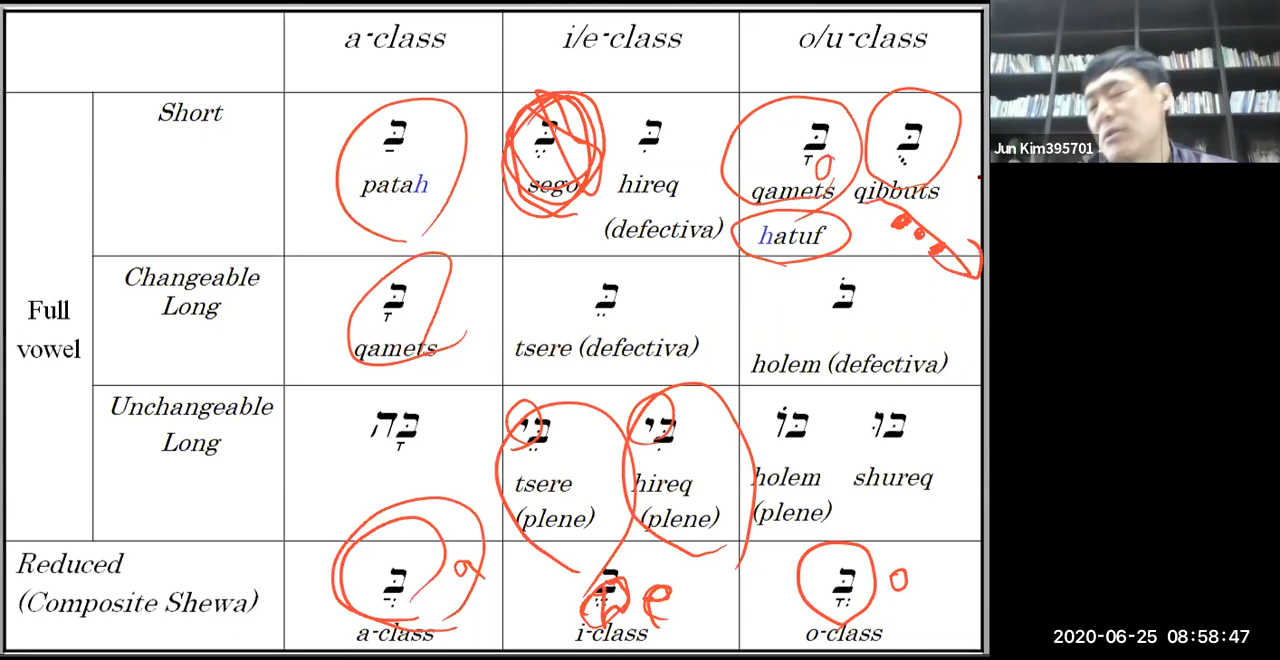 a-class i/e-class o/u-class
Short
בַּ בֶּ בִּ בָּ בֻּ
patah sego hireq qamets qibbuts
(defectiva) hatuf
o
Full vowel
Changeable Long
בָּ בֵּ בֹּ
qamets tsere (defectiva) holem (defectiva)
Unchangeable Long
בָּה בֵּי בִּי בּוֹ בּוּ
tsere (plene) hireq (plene) holem (plene) shureq
Reduced (Composite Shewa)
בֲּ בֱּ בֳּ
a e o
a-class i-class o-class
Jun Kim395701
2020-06-25 08:58:47